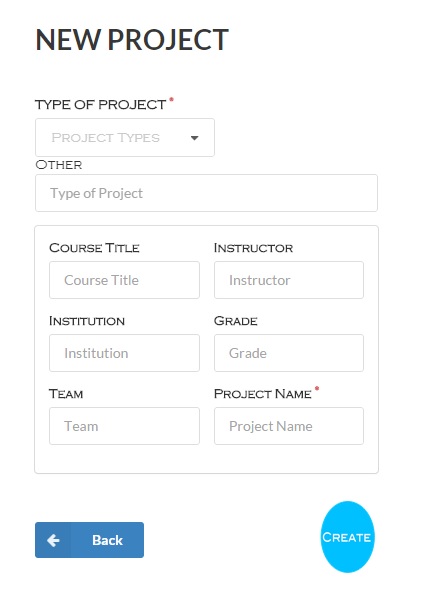 NEW PROJECT
TYPE OF PROJECT *
PROJECT TYPES
OTHER
Type of Project
COURSE TITLE INSTRUCTOR
Course Title Instructor
INSTITUTION GRADE
Institution Grade
TEAM PROJECT NAME *
Team Project Name
Back CREATE